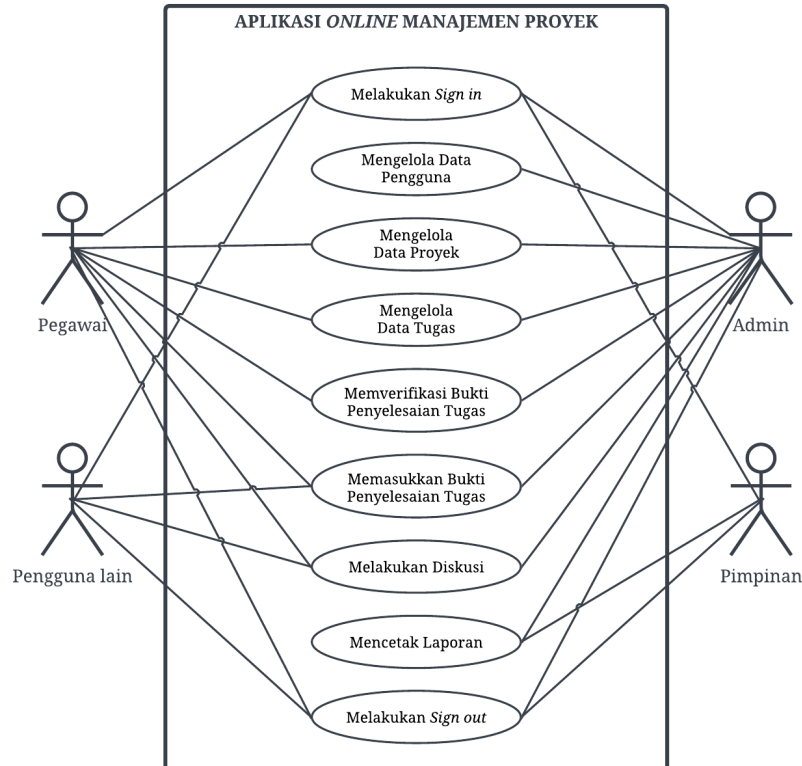 APLIKASI ONLINE MANAJEMEN PROYEK
Melakukan Sign in
Mengelola Data
Pengguna
Mengelola
Data Proyek
Pegawai
Admin
Mengelola
Data Tugas
Memverifikasi Bukti
Penyelesaian Tugas
Memasukkan Bukti
Penyelesaian Tugas
Pengguna lain
Pimpinan
Melakukan Diskusi
Mencetak Laporan
Melakukan Sign out